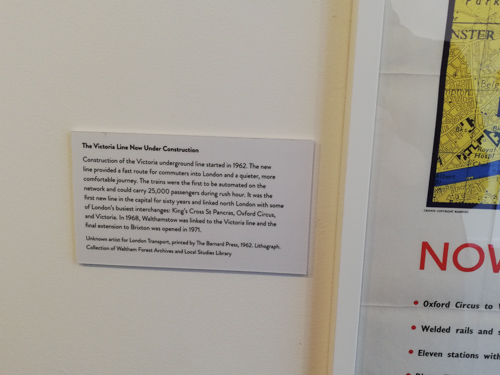 The Victoria Line Now Under Construction
Construction of the Victoria underground line started in 1962. The new
line provided a fast route for commuters into London and a quieter, more
comfortable journey. The trains were the first to be automated on the
network and could carry 25,000 passengers during rush hour. It was the
first new line in the capital for sixty years and linked north London with some
of London's busiest interchanges: King's Cross St Pancras, Oxford Circus,
and Victoria. In 1968, Walthamstow was linked to the Victoria line and the
final extension to Brixton was opened in 1971.
Unknown artist for London Transport, printed by The Bernard Press, 1962. Lithograph.
Collection of Waltham Forest Archives and Local Studies Library
Park
NSTER
Royal
Hosp
NOW
• Oxford Circus to V
• Welded rails and s
• Eleven stations with